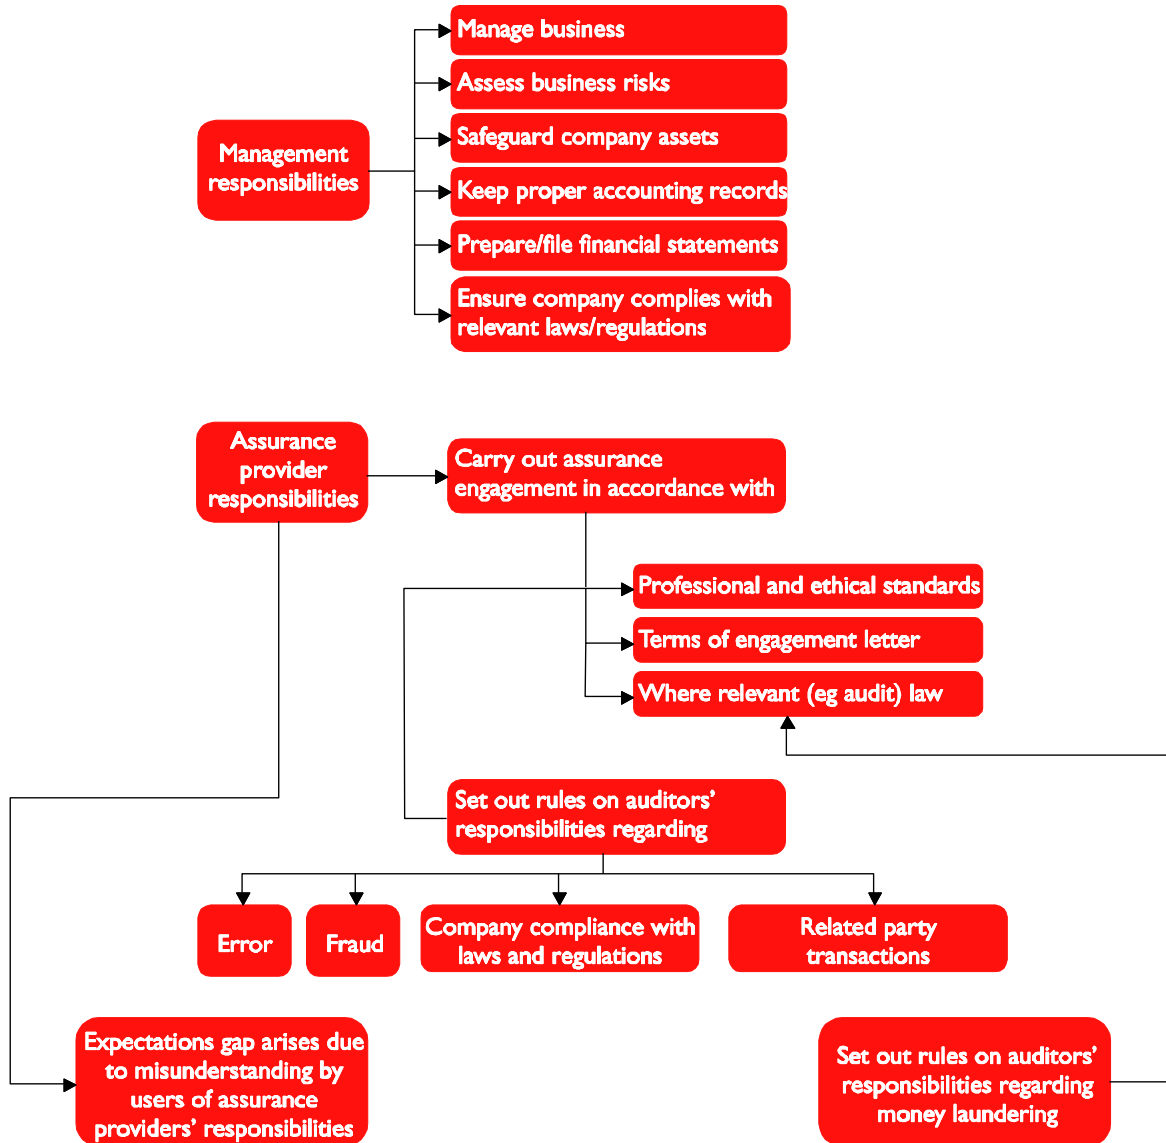 Manage business
Assess business risks
Safeguard company assets
Management
responsibilities
Keep proper accounting records
Prepare/file financial statements
Ensure company complies with
relevant laws/regulations
Assurance
provider
responsibilities
Carry out assurance
engagement in accordance with
Professional and ethical standards
Terms of engagement letter
Where relevant (eg audit) law
Set out rules on auditors’
responsibilities regarding
Error
Fraud
Company compliance with
laws and regulations
Related party
transactions
Expectations gap arises due
to misunderstanding by
users of assurance
providers’ responsibilities
Set out rules on auditors’
responsibilities regarding
money laundering